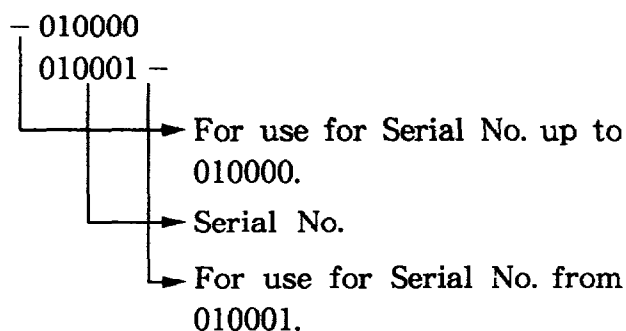 – 010000
010001 –
For use for Serial No. up to
010000.
Serial No.
For use for Serial No. from
010001.